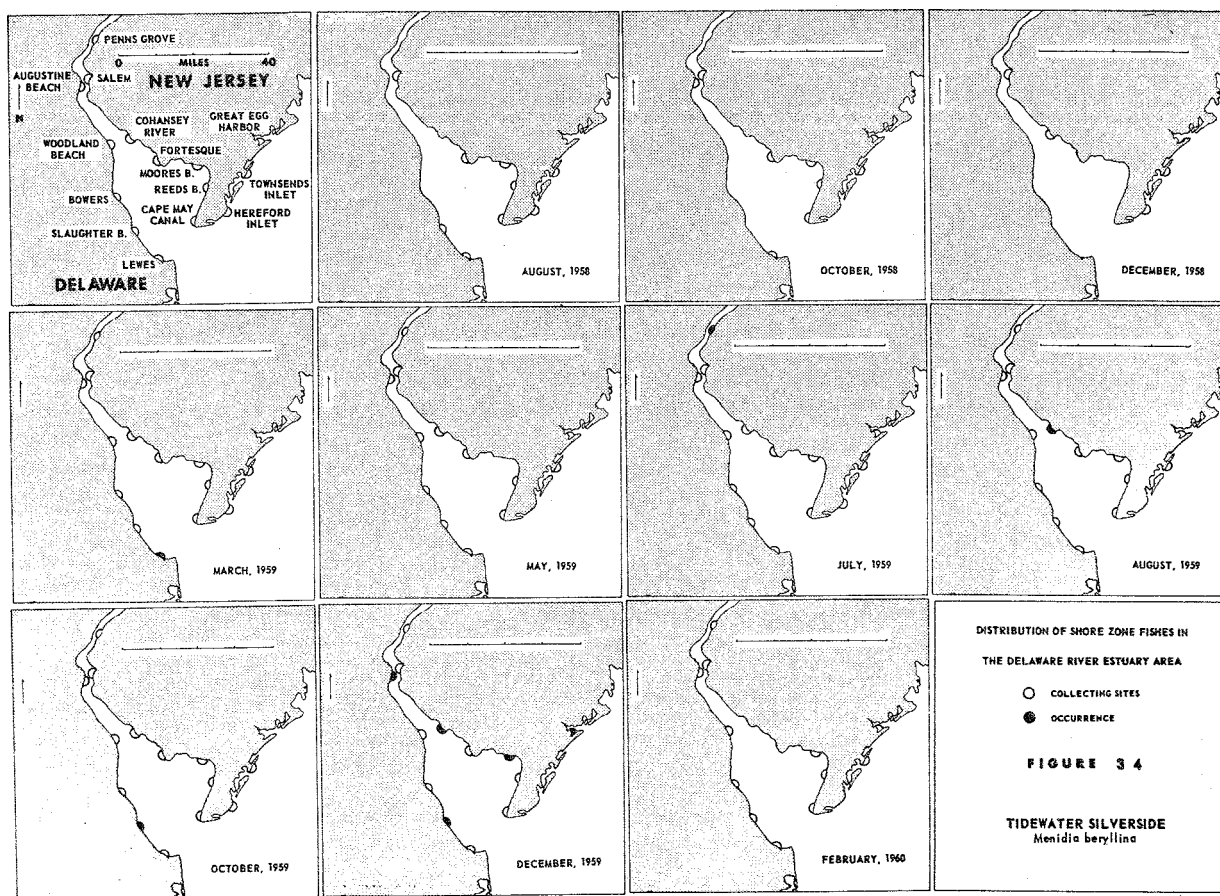 PENNS GROVE
0 MILES 40
AUGUSTINE BEACH
SALEM
NEW JERSEY
N
COHANSEY RIVER
GREAT EGG HARBOR
WOODLAND BEACH
FORTESQUE
MOORES B.
REEDS B.
TOWNSENDS INLET
BOWERS
CAPE MAY CANAL
HEREFORD INLET
SLAUGHTER B.
LEWES
DELAWARE
AUGUST, 1958
OCTOBER, 1958
DECEMBER, 1958
MARCH, 1959
MAY, 1959
JULY, 1959
AUGUST, 1959
OCTOBER, 1959
DECEMBER, 1959
FEBRUARY, 1960
DISTRIBUTION OF SHORE ZONE FISHES IN
THE DELAWARE RIVER ESTUARY AREA
COLLECTING SITES
OCCURRENCE
FIGURE 34
TIDEWATER SILVERSIDE
Menidia beryllina